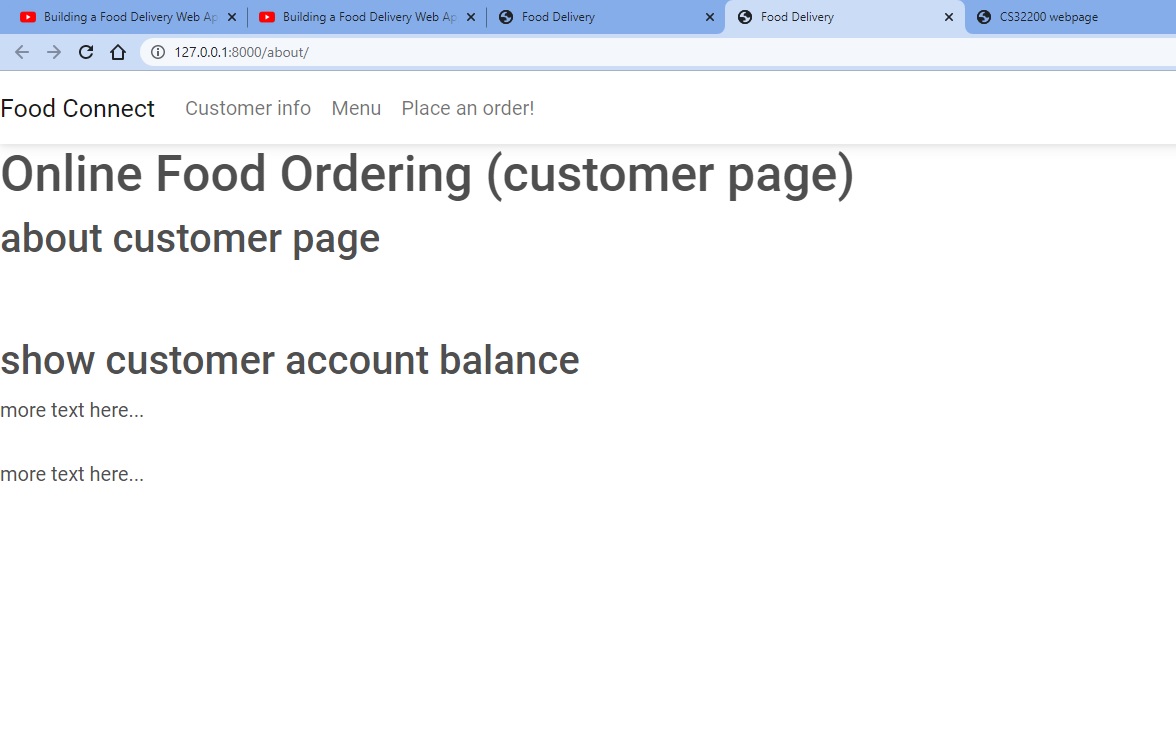 Building a Food Delivery Web Ap
Building a Food Delivery Web Ap
Food Delivery
Food Delivery
CS32200 webpage
127.0.0.1:8000/about/
Food Connect Customer info Menu Place an order!
Online Food Ordering (customer page)
about customer page
show customer account balance
more text here...
more text here...